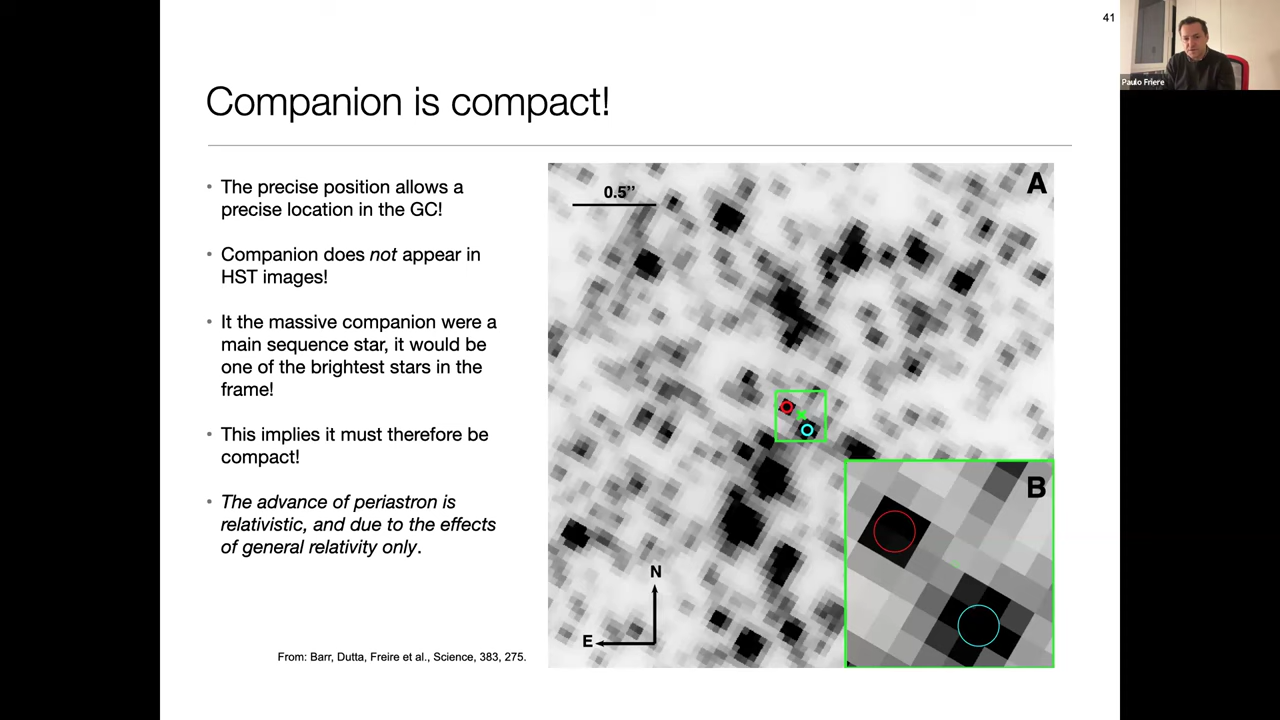 41
Paulo Friere
Companion is compact!
• The precise position allows a
precise location in the GC!
• Companion does not appear in
HST images!
• It the massive companion were a
main sequence star, it would be
one of the brightest stars in the
frame!
• This implies it must therefore be
compact!
• The advance of periastron is
relativistic, and due to the effects
of general relativity only.
From: Barr, Dutta, Freire et al., Science, 383, 275.
0.5’’
A
B
N
E